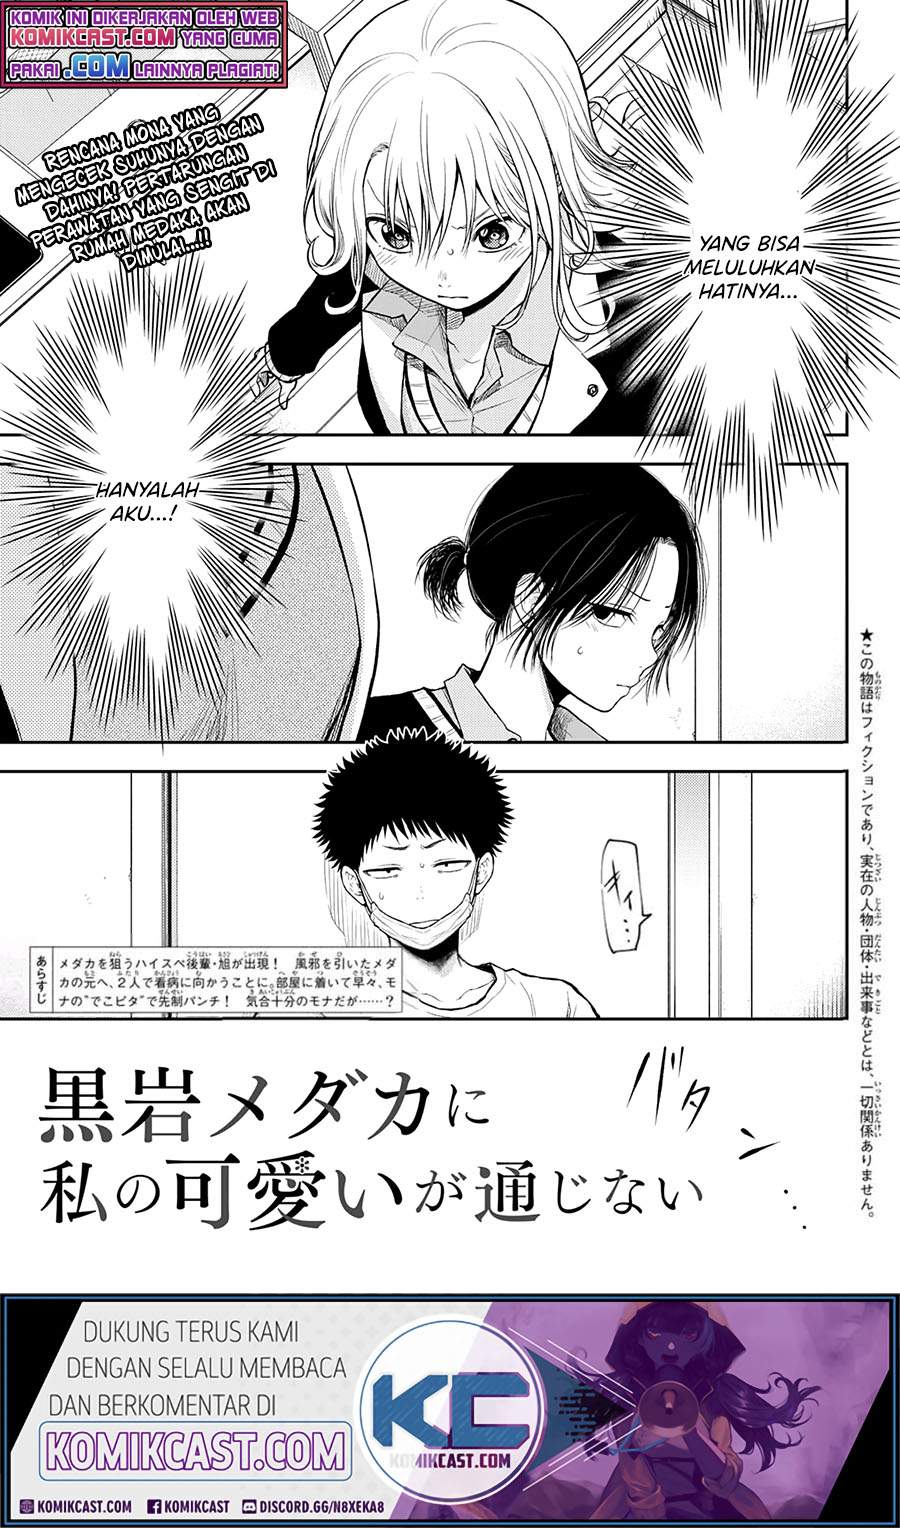 KOMIK INI DIKERJAKAN OLEH WEB
KOMIKCAST.COM YANG CUMA
PAKAI .COM LAINNYA PLAGIAT!
RENCANA MONA YANG
MENGECEK SUHUNYA DENGAN
DAHINYA! PERTARUNGAN
PERAWATAN YANG SENGIT DI
RUMAH MEDAKA AKAN
DIMULAI...!!
YANG BISA
MELULUHKAN
HATINYA...
HANYALAH
AKU...!
★この物語はフィクションであり、実在の人物・団体・出来事などとは、一切関係ありません。
キィ…
あらすじ
メダカを狙うハイスペ後輩・旭が出現! 風邪を引いたメダ
カの元へ、2人で看病に向かうことに。部屋に着いて早々、モ
ナの"でこピタ"で先制パンチ! 気合十分のモナだが……?
バタン
黒岩メダカに
私の可愛いが通じない
DUKUNG TERUS KAMI
DENGAN SELALU MEMBACA
DAN BERKOMENTAR DI
KOMIKCAST.COM
KC
KOMIKCAST.COM
KOMIKCAST.COM
KOMIKCAST
DISCORD.GG/N8XEKA8